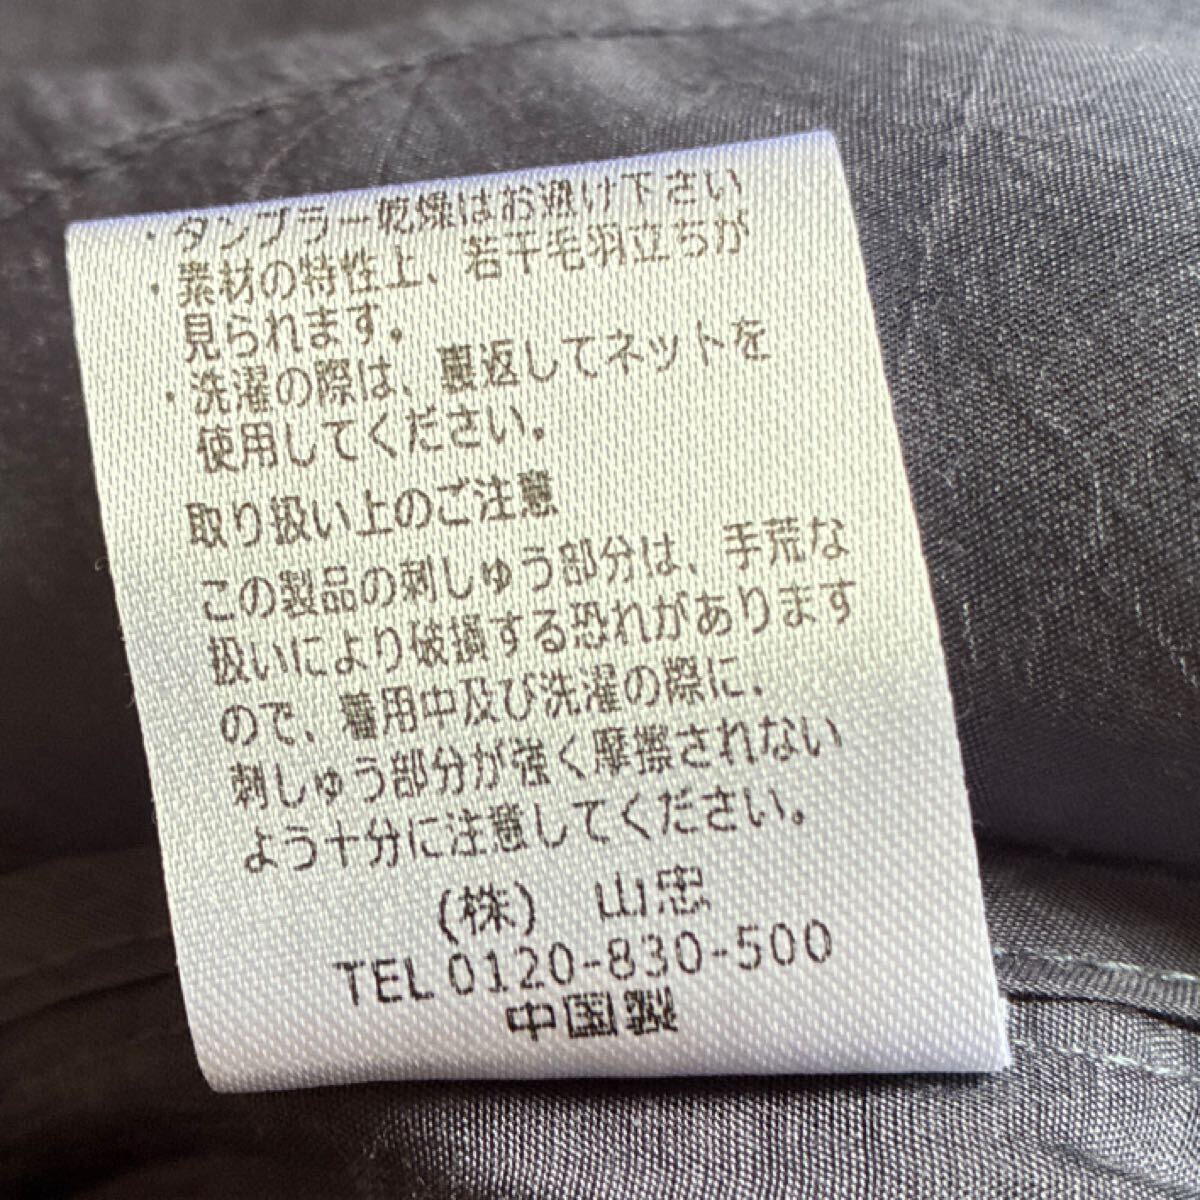 ・タンブラー乾燥はお避け下さい
・素材の特性上、若干毛羽立ちが
見られます。
・洗濯の際は、裏返してネットを
使用してください。
取り扱い上のご注意
この製品の刺しゅう部分は、手荒な
扱いにより破損する恐れがあります
ので、着用中及び洗濯の際に、
刺しゅう部分が強く摩擦されない
よう十分に注意してください。
(株) 山忠
TEL 0120-830-500
中国製